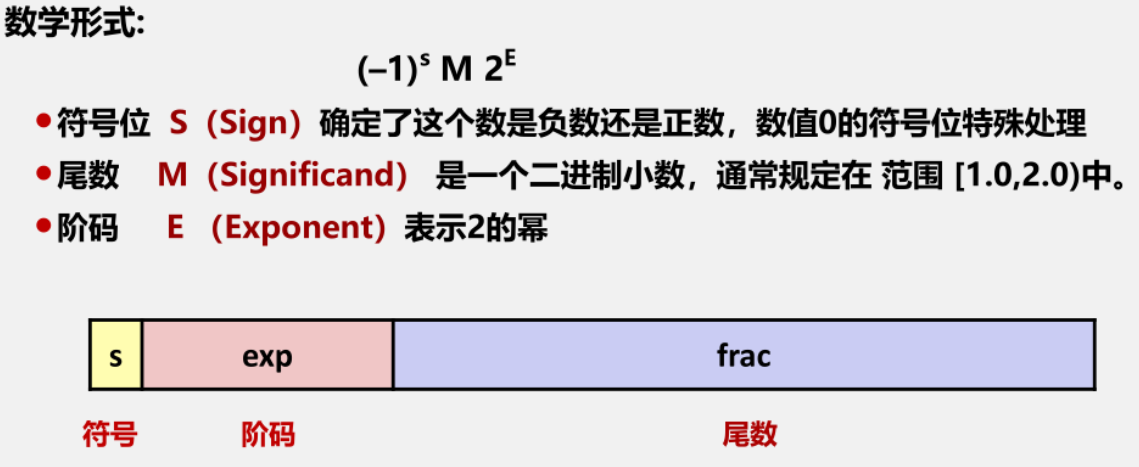 数学形式:
(–1)ˢ M 2ᴱ
•符号位 S（Sign）确定了这个数是负数还是正数，数值0的符号位特殊处理
•尾数 M（Significand） 是一个二进制小数，通常规定在 范围 [1.0,2.0)中。
•阶码 E （Exponent）表示2的幂
s exp frac
符号 阶码 尾数